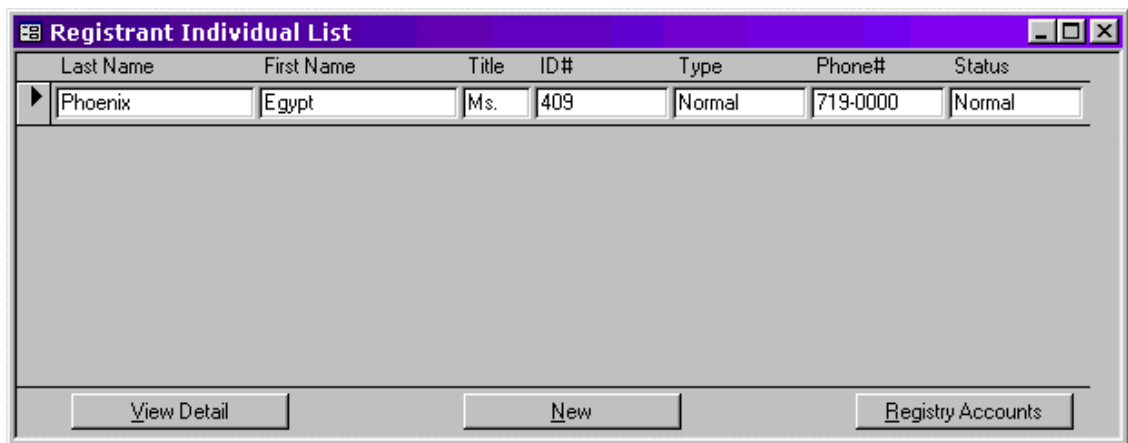 Registrant Individual List
Last Name First Name Title ID# Type Phone# Status
Phoenix Egypt Ms. 409 Normal 719-0000 Normal
View Detail New Registry Accounts